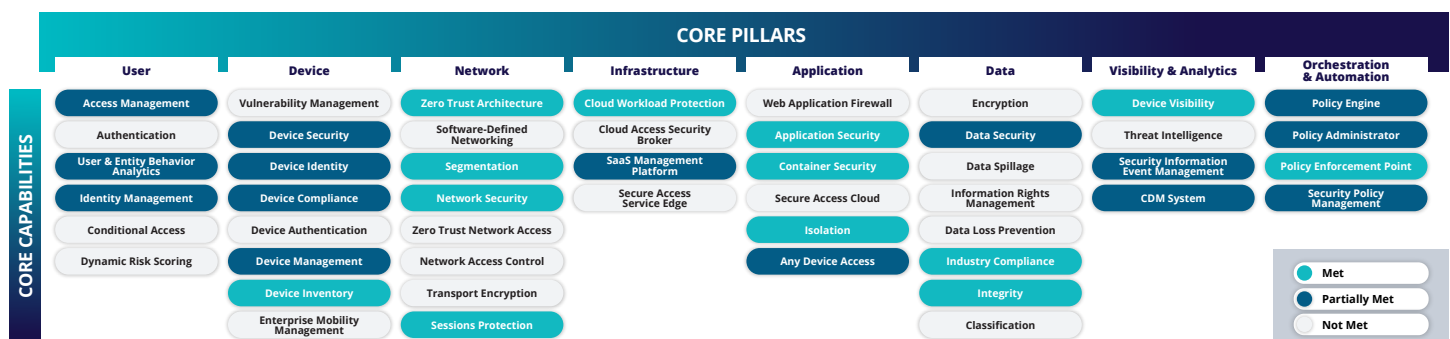 CORE PILLARS
CORE CAPABILITIES
User
Access Management
Authentication
User & Entity Behavior
Analytics
Identity Management
Conditional Access
Dynamic Risk Scoring
Device
Vulnerability Management
Device Security
Device Identity
Device Compliance
Device Authentication
Device Management
Device Inventory
Enterprise Mobility
Management
Network
Zero Trust Architecture
Software-Defined
Networking
Segmentation
Network Security
Zero Trust Network Access
Network Access Control
Transport Encryption
Sessions Protection
Infrastructure
Cloud Workload Protection
Cloud Access Security
Broker
SaaS Management
Platform
Secure Access
Service Edge
Application
Web Application Firewall
Application Security
Container Security
Secure Access Cloud
Isolation
Any Device Access
Data
Encryption
Data Security
Data Spillage
Information Rights
Management
Data Loss Prevention
Industry Compliance
Integrity
Classification
Visibility & Analytics
Device Visibility
Threat Intelligence
Security Information
Event Management
CDM System
Orchestration
& Automation
Policy Engine
Policy Administrator
Policy Enforcement Point
Security Policy
Management
Met
Partially Met
Not Met